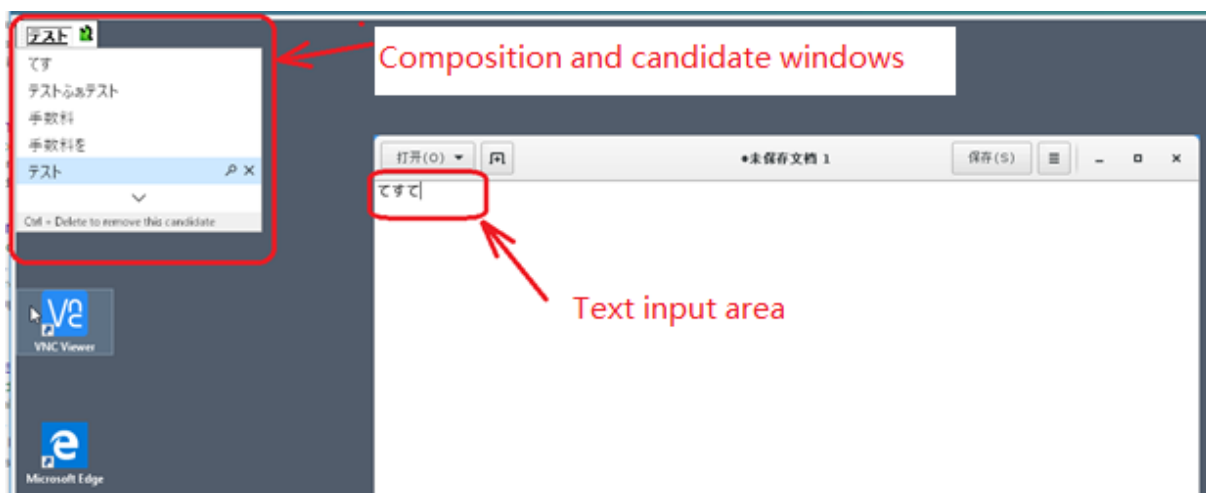 テスト
てす
テストふぁテスト
手数料
手数料を
テスト
Ctrl + Delete to remove this candidate
Composition and candidate windows
打开(O)
•未保存文档 1
保存(S)
てすて
Text input area
VNC Viewer
Microsoft Edge